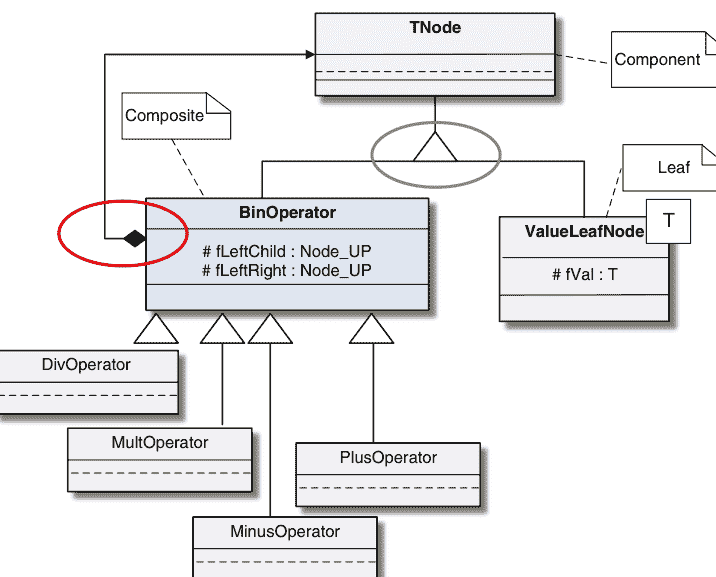 TNode
Component
Composite
Leaf
BinOperator
# fLeftChild : Node_UP
# fLeftRight : Node_UP
T
ValueLeafNode
# fVal : T
DivOperator
MultOperator
PlusOperator
MinusOperator